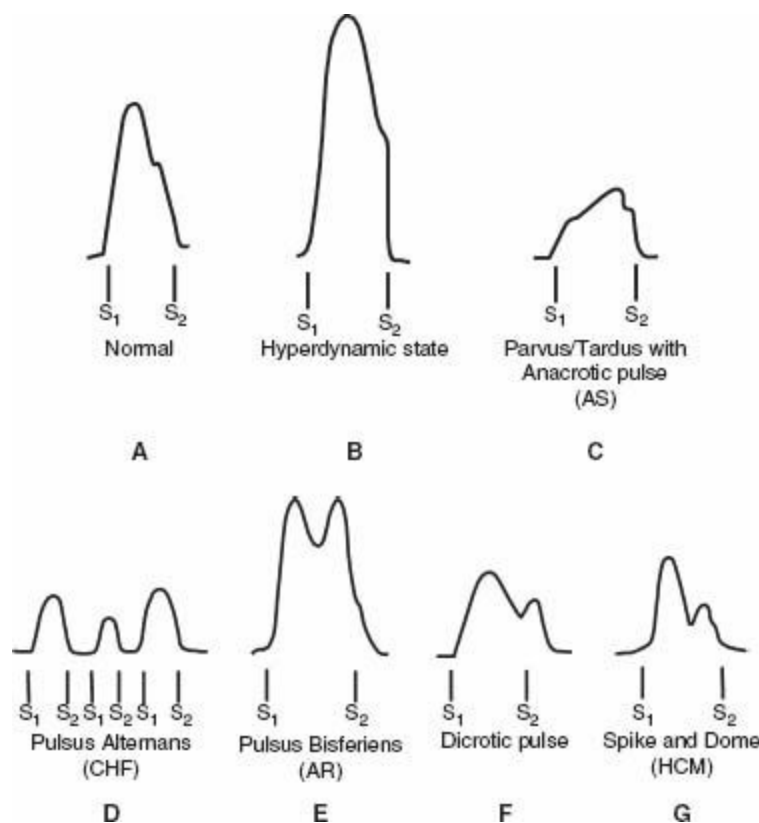 S1 S2 S1 S2 S1 S2
Normal Hyperdynamic state Parvus/Tardus with
Anacrotic pulse
(AS)
A B C
S1 S2 S1 S2 S1 S2 S1 S2 S1 S2 S1 S2
Pulsus Alternans Pulsus Bisferiens Dicrotic pulse Spike and Dome
(CHF) (AR) (HCM)
D E F G